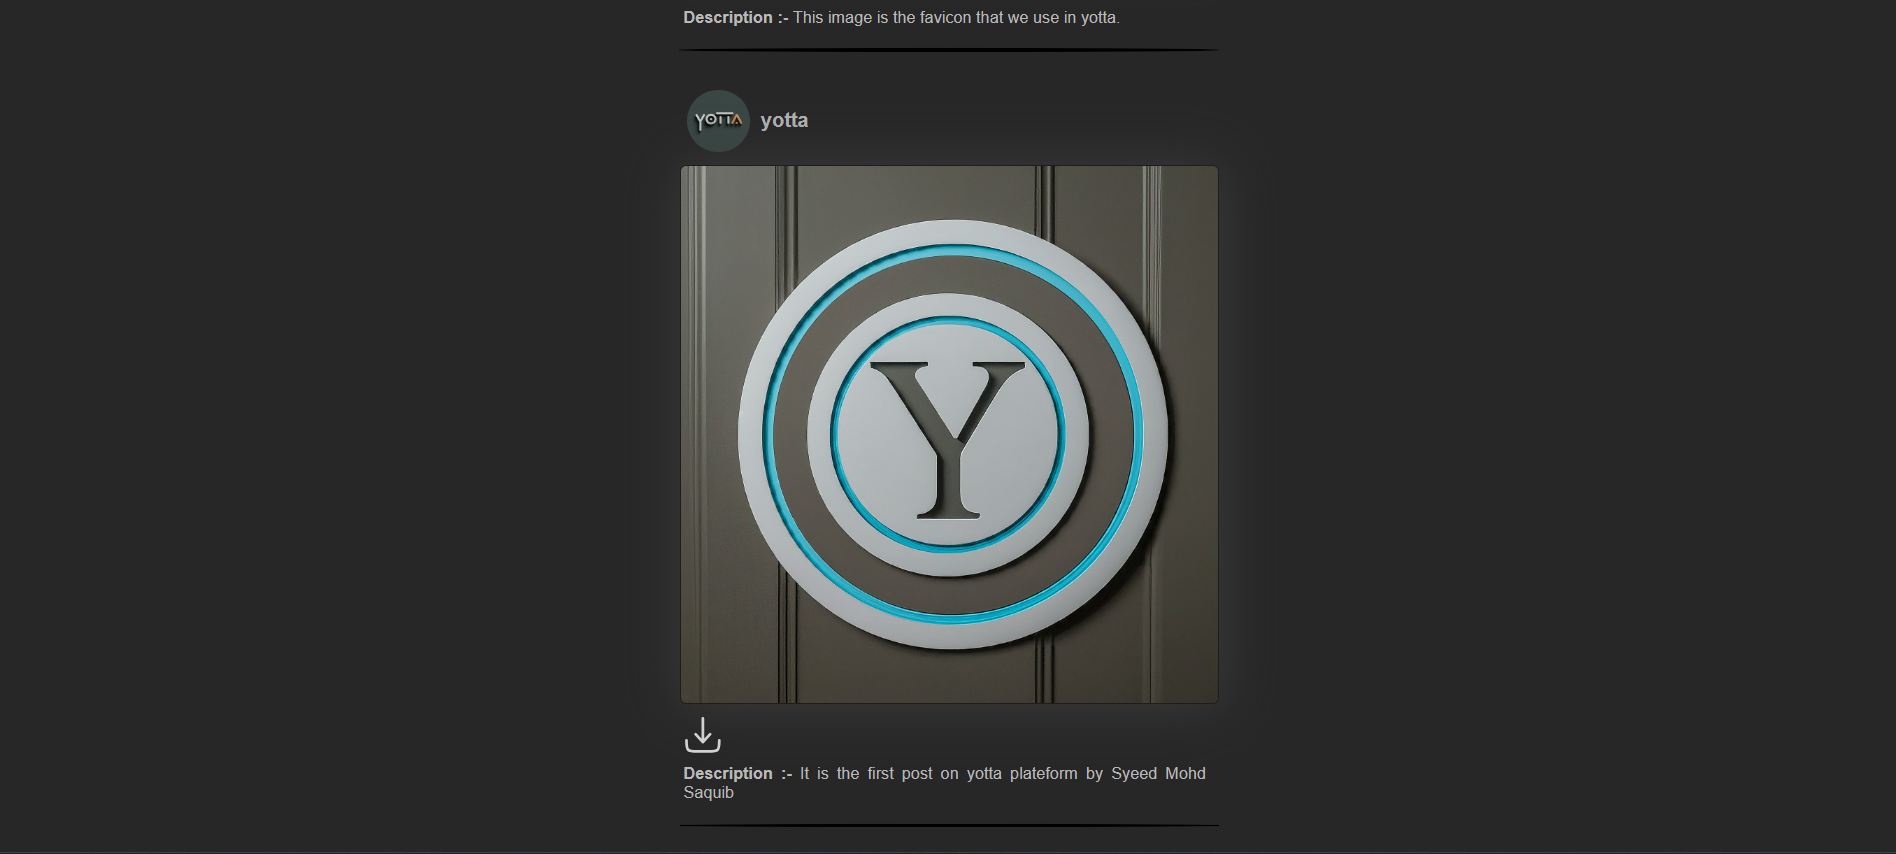 Description :- This image is the favicon that we use in yotta.
YOTTA yotta
Y
Description :- It is the first post on yotta plateform by Syeed Mohd
Saquib